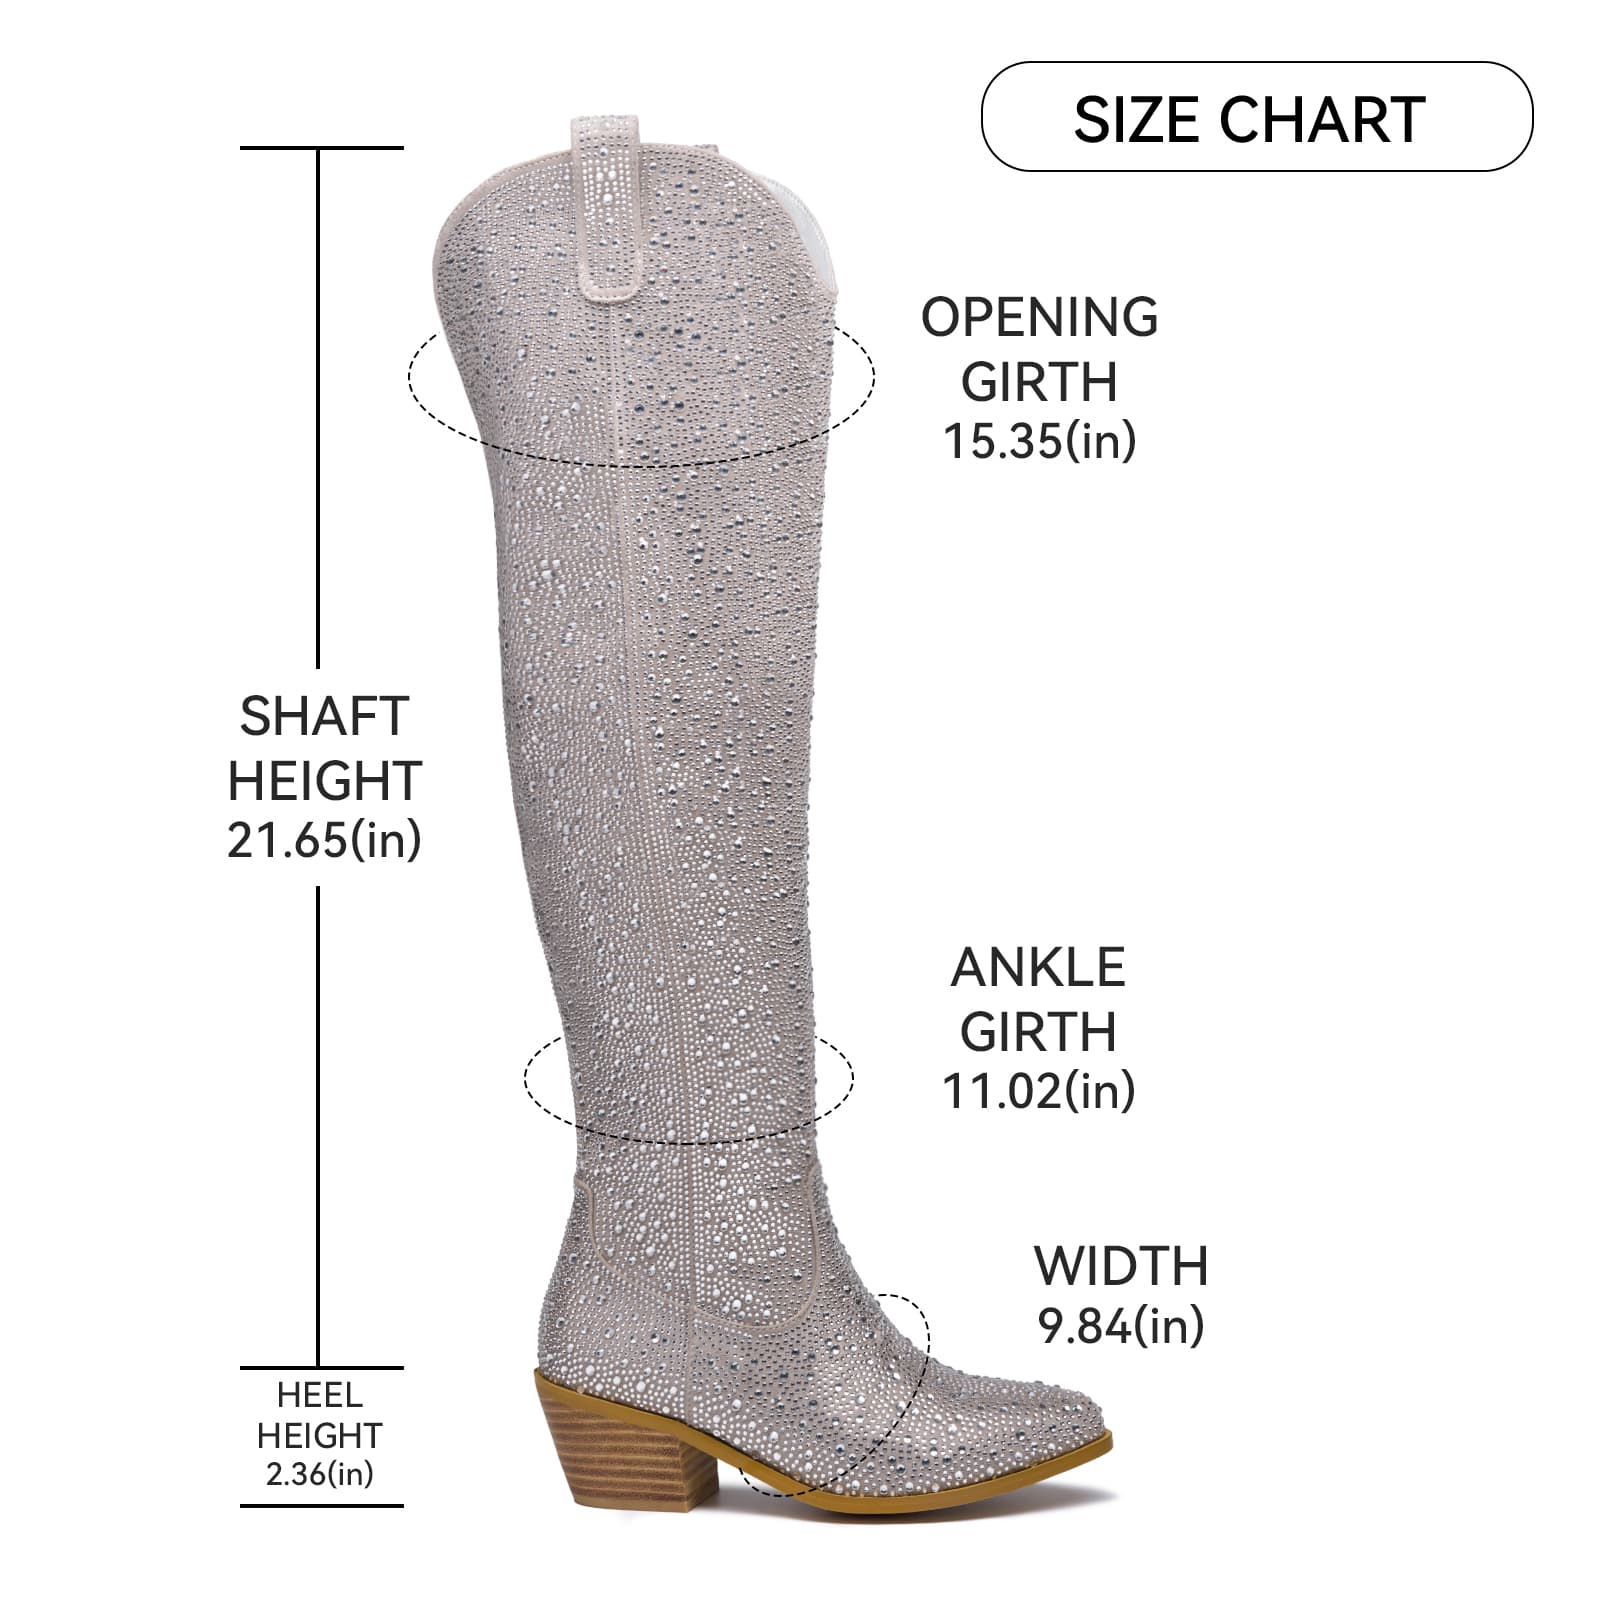 SIZE CHART
OPENING
GIRTH
15.35(in)
SHAFT
HEIGHT
21.65(in)
ANKLE
GIRTH
11.02(in)
WIDTH
9.84(in)
HEEL
HEIGHT
2.36(in)